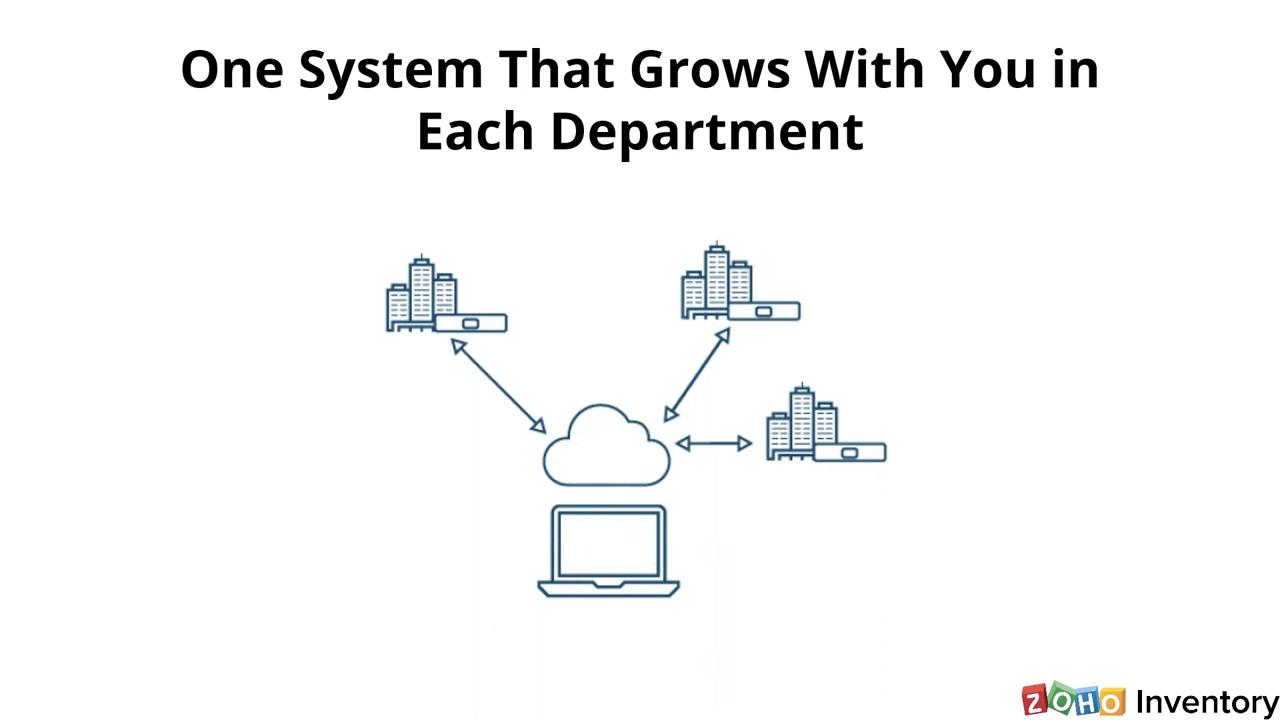 One System That Grows With You in
Each Department
ZOHO Inventory